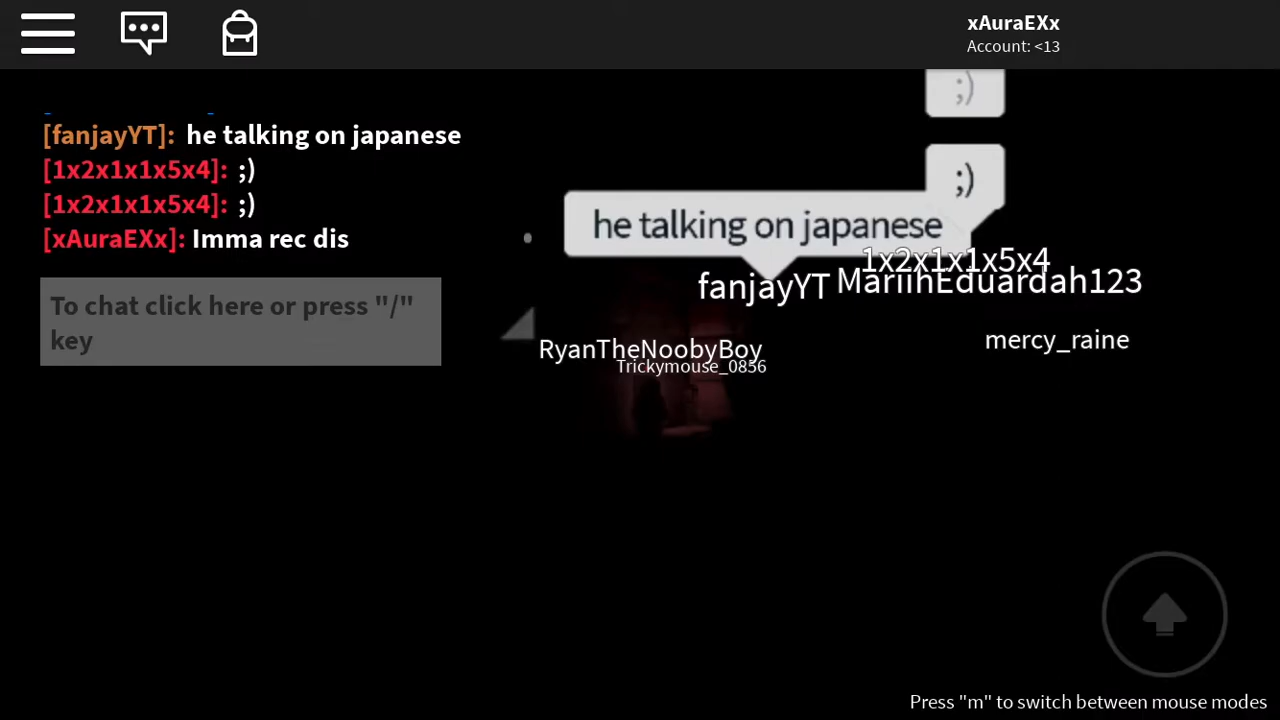 xAuraEXx
Account: <13
;)
[fanjayYT]: he talking on japanese
[1x2x1x1x5x4]: ;)
[1x2x1x1x5x4]: ;)
[xAuraEXx]: Imma rec dis
To chat click here or press "/"
key
;)
he talking on japanese
1x2x1x1x5x4
fanjayYT
MariihEduardah123
RyanTheNoobyBoy
mercy_raine
Trickymouse_0856
Press "m" to switch between mouse modes